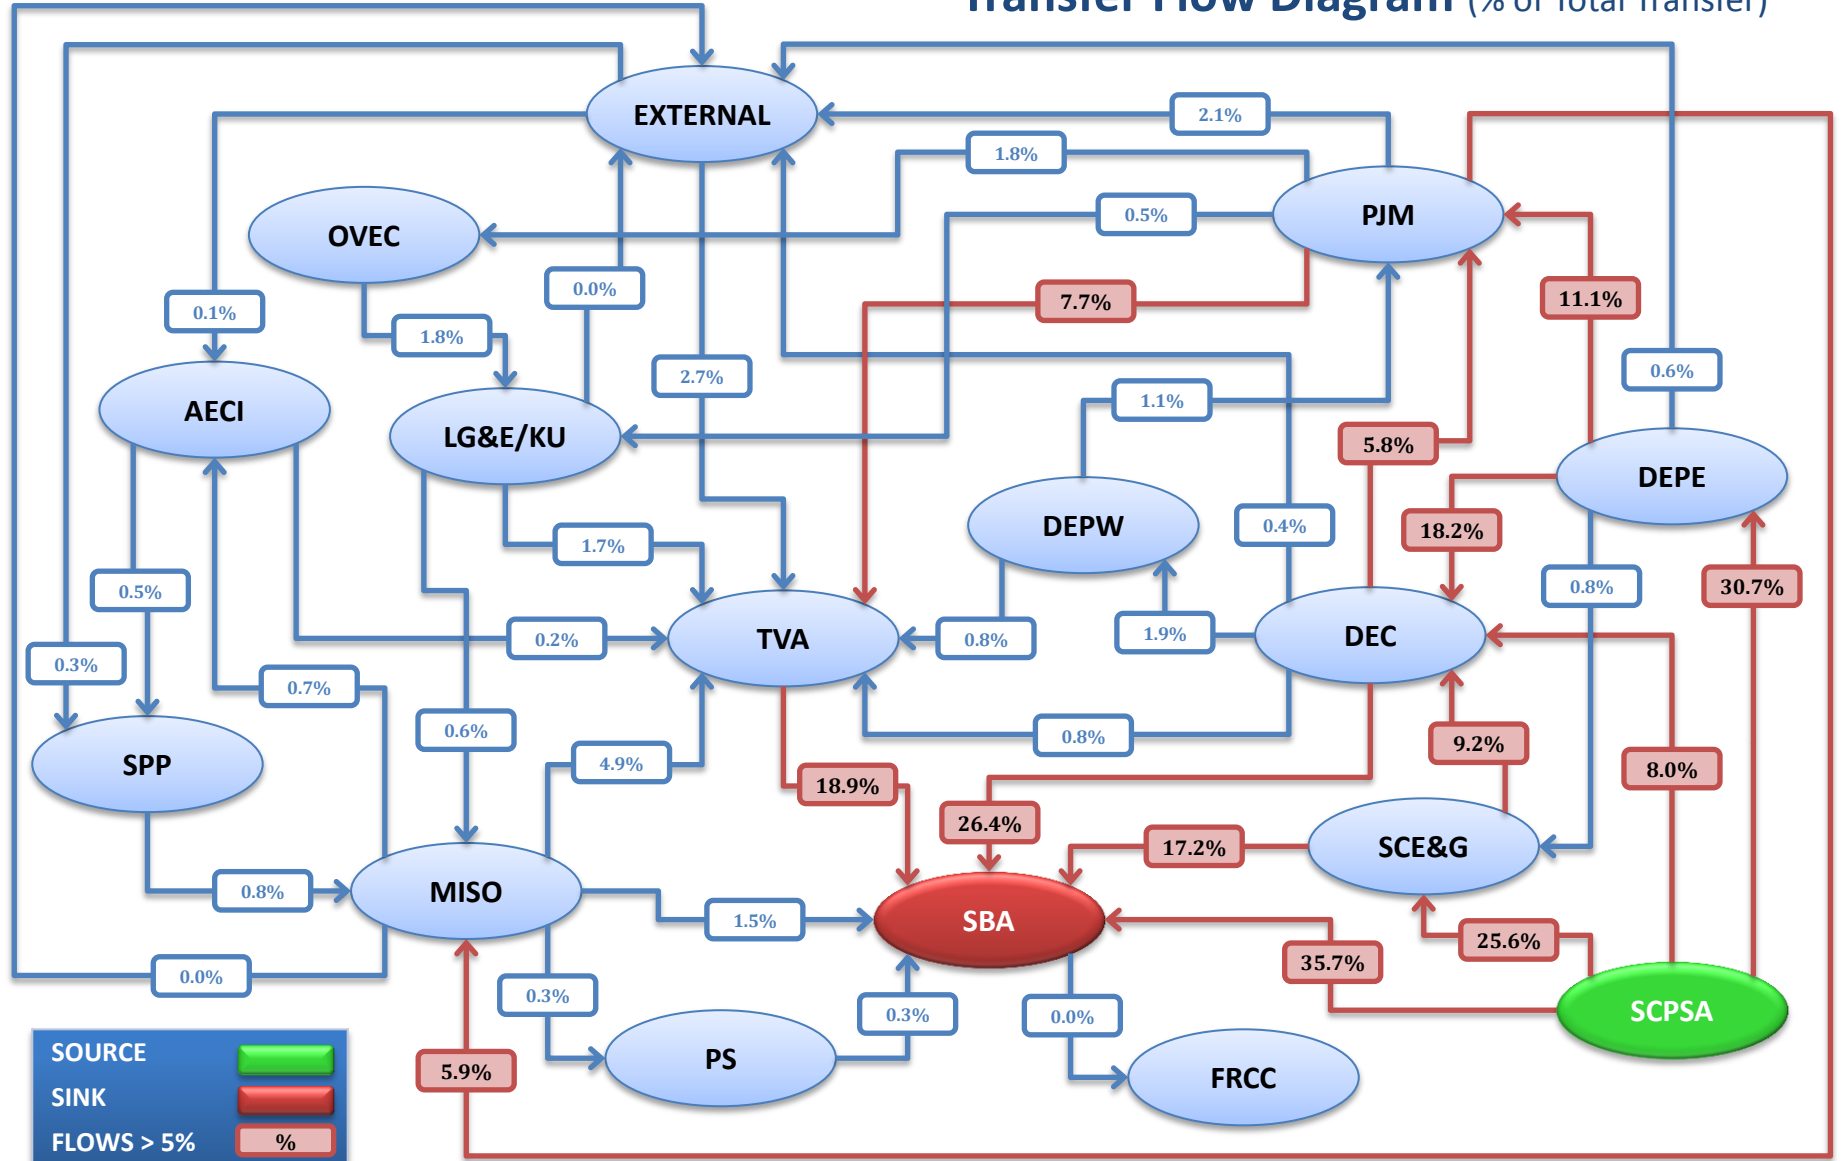 Transfer Flow Diagram (% of Total Transfer)
EXTERNAL
2.1%
1.8%
0.5%
PJM
OVEC
0.0%
0.1%
7.7%
11.1%
1.8%
2.7%
0.6%
AECI
1.1%
LG&E/KU
5.8%
DEPE
DEPW
0.4%
18.2%
1.7%
0.5%
0.8%
30.7%
0.2%
TVA
0.8%
1.9%
DEC
0.3%
0.7%
0.6%
0.8%
9.2%
SPP
4.9%
18.9%
26.4%
8.0%
17.2%
SCE&G
0.8%
MISO
1.5%
SBA
25.6%
0.0%
0.3%
35.7%
0.3%
0.0%
SCPSA
5.9%
PS
FRCC
SOURCE
SINK
FLOWS > 5%
%